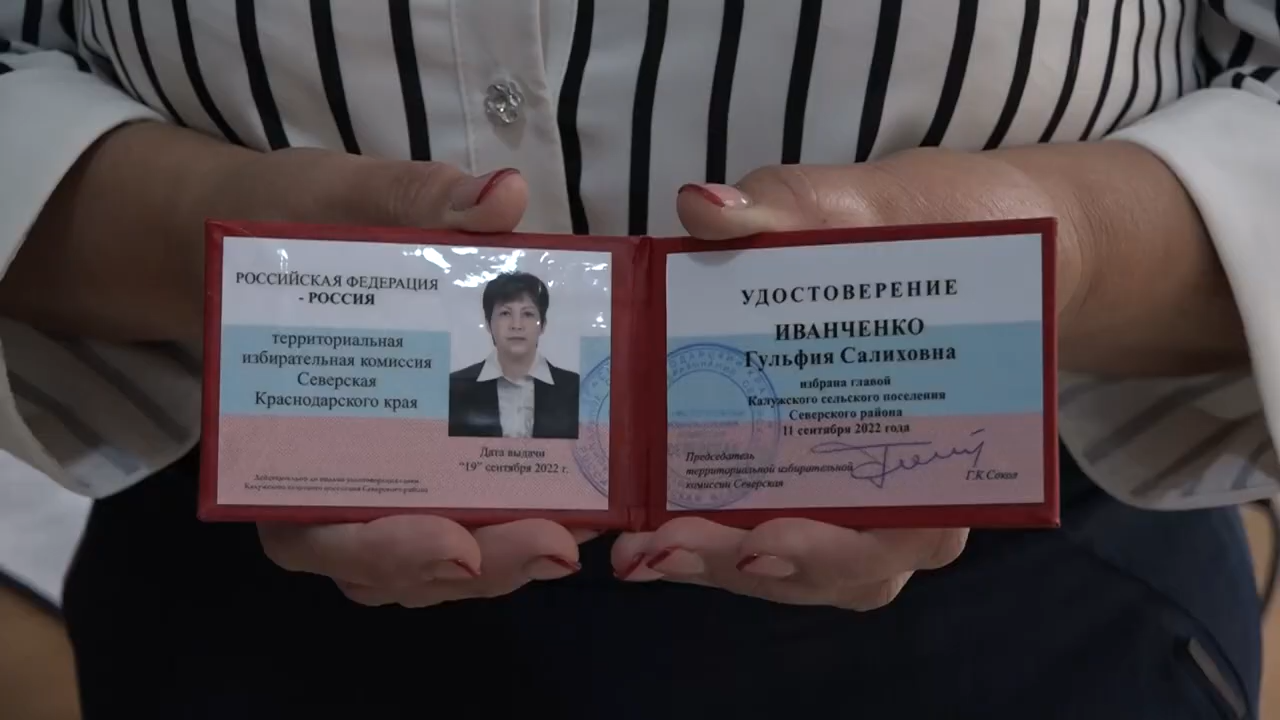 РОССИЙСКАЯ ФЕДЕРАЦИЯ
- РОССИЯ
территориальная
избирательная комиссия
Северская
Краснодарского края
Дата выдачи
“19” сентября 2022 г.
УДОСТОВЕРЕНИЕ
ИВАНЧЕНКО
Гульфия Салиховна
избрана главой
Калужского сельского поселения
Северского района
11 сентября 2022 года
Председатель
территориальной избирательной
комиссии Северская
Г.К.Сокол